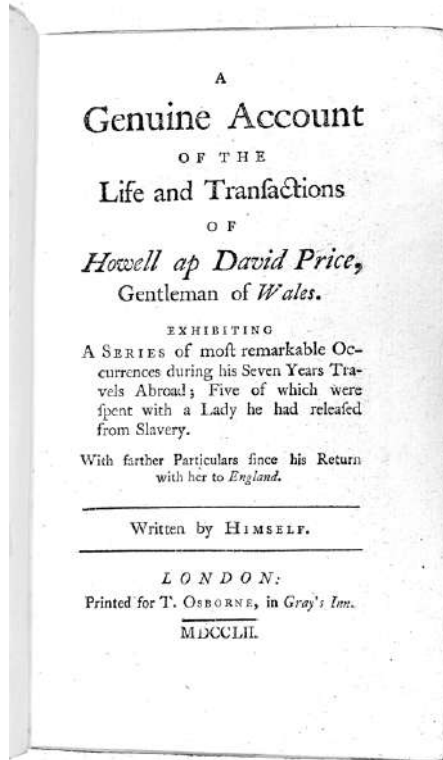 A
Genuine Account
OF THE
Life and Tranſactions
OF
Howell ap David Price,
Gentleman of Wales.
EXHIBITING
A SERIES of moſt remarkable Oc-
currences during his Seven Years Tra-
vels Abroad; Five of which were
ſpent with a Lady he had releaſed
from Slavery.
With farther Particulars ſince his Return
with her to England.
Written by HIMSELF.
LONDON:
Printed for T. OSBORNE, in Gray's Inn.
MDCCLII.